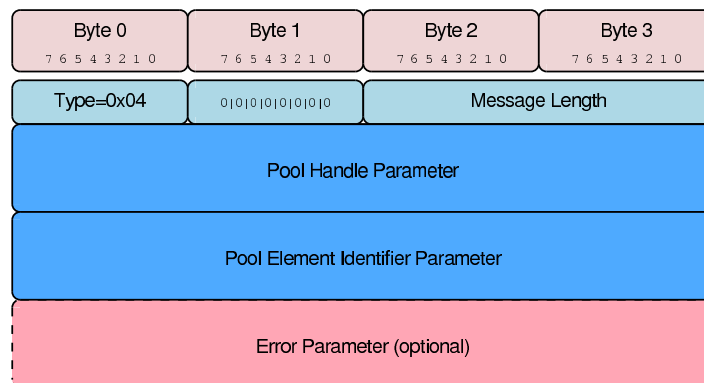 Byte 0 Byte 1 Byte 2 Byte 3
7 6 5 4 3 2 1 0 7 6 5 4 3 2 1 0 7 6 5 4 3 2 1 0 7 6 5 4 3 2 1 0
Type=0x04 0|0|0|0|0|0|0|0 Message Length
Pool Handle Parameter
Pool Element Identifier Parameter
Error Parameter (optional)